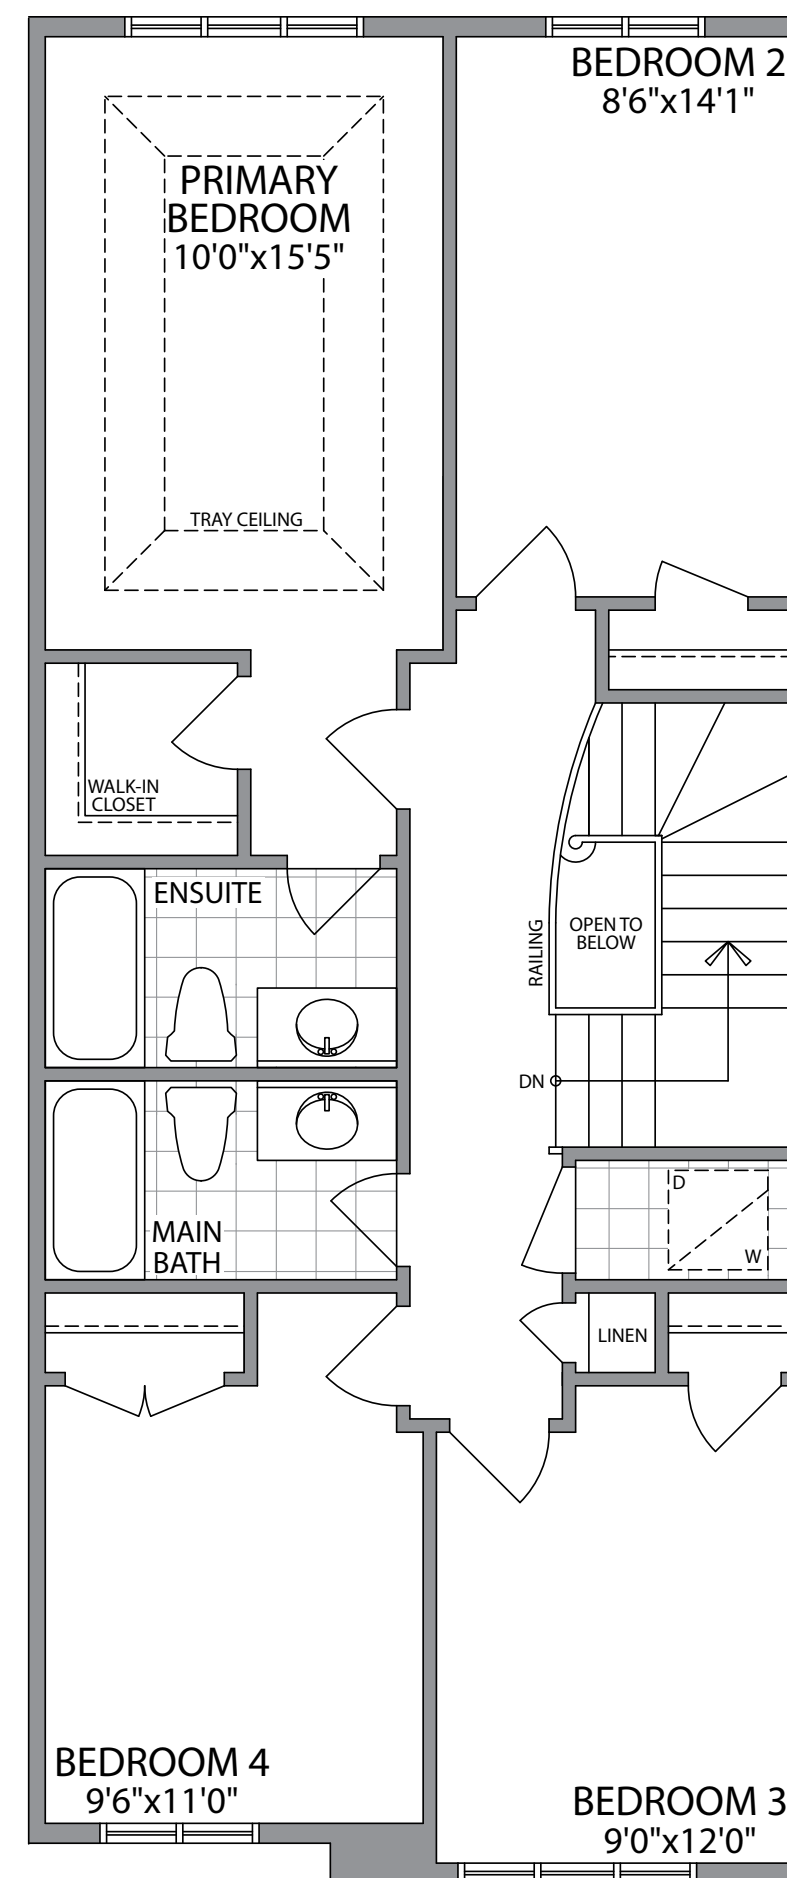 BEDROOM 2
8'6"x14'1"
PRIMARY
BEDROOM
10'0"x15'5"
TRAY CEILING
WALK-IN
CLOSET
ENSUITE
RAILING
OPEN TO
BELOW
DN
MAIN
BATH
D
W
LINEN
BEDROOM 4
9'6"x11'0"
BEDROOM 3
9'0"x12'0"